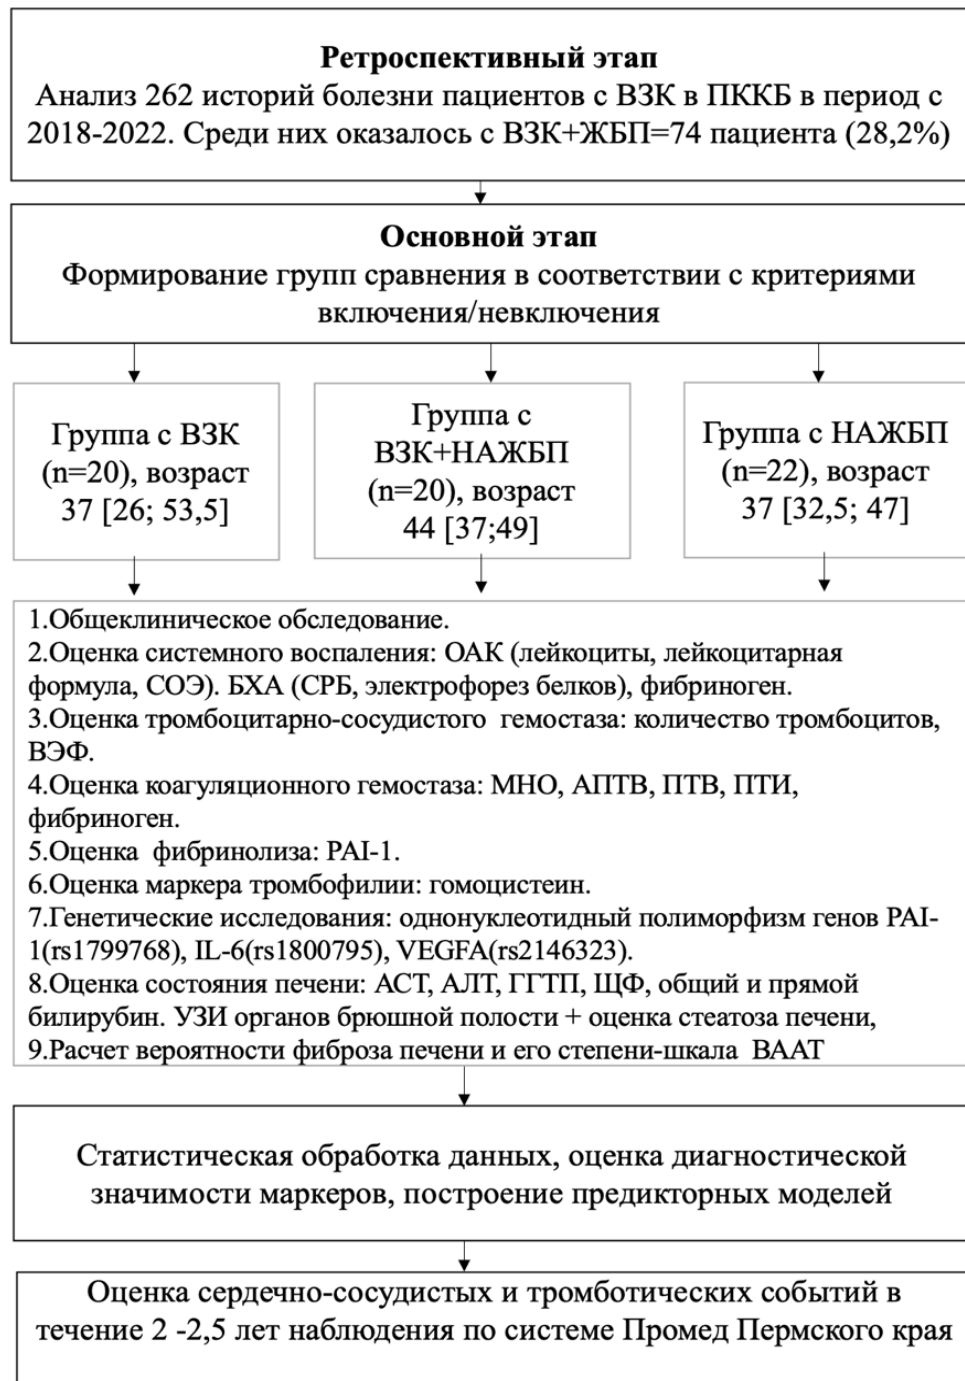 Ретроспективный этап
Анализ 262 историй болезни пациентов с ВЗК в ПККБ в период с
2018-2022. Среди них оказалось с ВЗК+ЖБП=74 пациента (28,2%)
Основной этап
Формирование групп сравнения в соответствии с критериями
включения/невключения
Группа с ВЗК
(n=20), возраст
37 [26; 53,5]
Группа с
ВЗК+НАЖБП
(n=20), возраст
44 [37;49]
Группа с НАЖБП
(n=22), возраст
37 [32,5; 47]
1.Общеклиническое обследование.
2.Оценка системного воспаления: ОАК (лейкоциты, лейкоцитарная
формула, СОЭ). БХА (СРБ, электрофорез белков), фибриноген.
3.Оценка тромбоцитарно-сосудистого гемостаза: количество тромбоцитов,
ВЭФ.
4.Оценка коагуляционного гемостаза: МНО, АПТВ, ПТВ, ПТИ,
фибриноген.
5.Оценка фибринолиза: PAI-1.
6.Оценка маркера тромбофилии: гомоцистеин.
7.Генетические исследования: однонуклеотидный полиморфизм генов PAI-
1(rs1799768), IL-6(rs1800795), VEGFA(rs2146323).
8.Оценка состояния печени: АСТ, АЛТ, ГГТП, ЩФ, общий и прямой
билирубин. УЗИ органов брюшной полости + оценка стеатоза печени,
9.Расчет вероятности фиброза печени и его степени-шкала ВААТ
Статистическая обработка данных, оценка диагностической
значимости маркеров, построение предикторных моделей
Оценка сердечно-сосудистых и тромботических событий в
течение 2 -2,5 лет наблюдения по системе Промед Пермского края